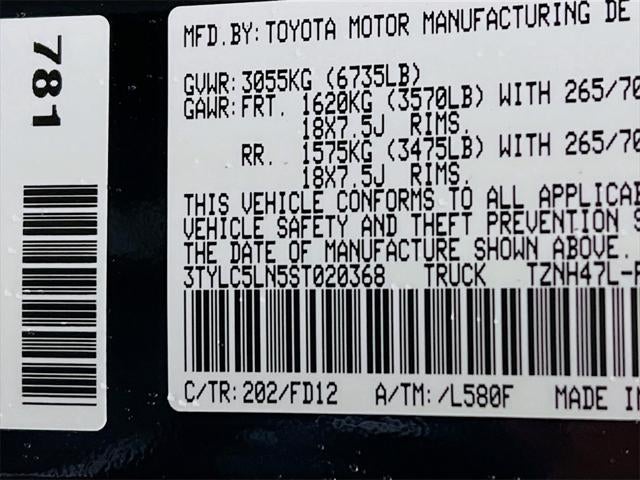 781
MFD.BY:TOYOTA MOTOR MANUFACTURING DE
GVWR:3055KG (6735LB)
GAWR:FRT. 1620KG (3570LB) WITH 265/70
18X7.5J RIMS.
RR. 1575KG (3475LB) WITH 265/70
18X7.5J RIMS.
THIS VEHICLE CONFORMS TO ALL APPLICAB
VEHICLE SAFETY AND THEFT PREVENTION S
THE DATE OF MANUFACTURE SHOWN ABOVE.
3TYLC5LN5ST020368 TRUCK TZNH47L-
C/TR:202/FD12 A/TM:/L580F MADE IN